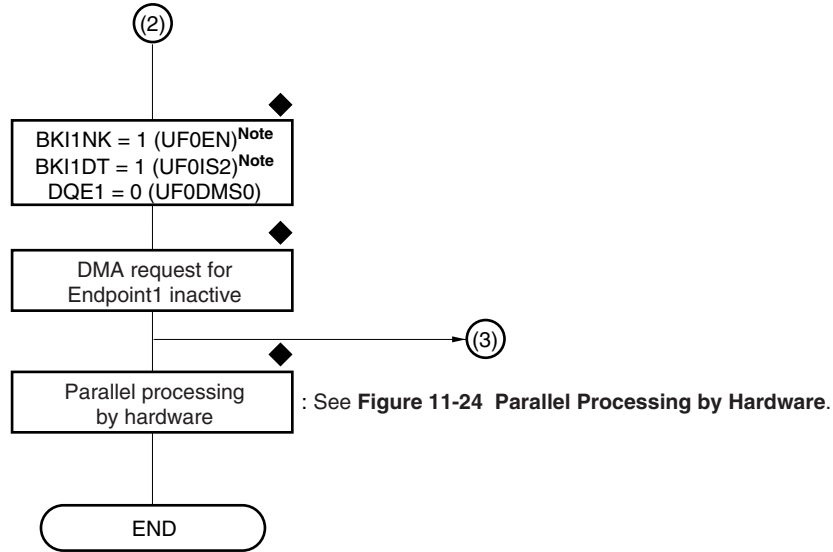 (2)
BKI1NK = 1 (UF0EN)Note
BKI1DT = 1 (UF0IS2)Note
DQE1 = 0 (UF0DMS0)
DMA request for
Endpoint1 inactive
(3)
Parallel processing
by hardware
: See Figure 11-24 Parallel Processing by Hardware.
END